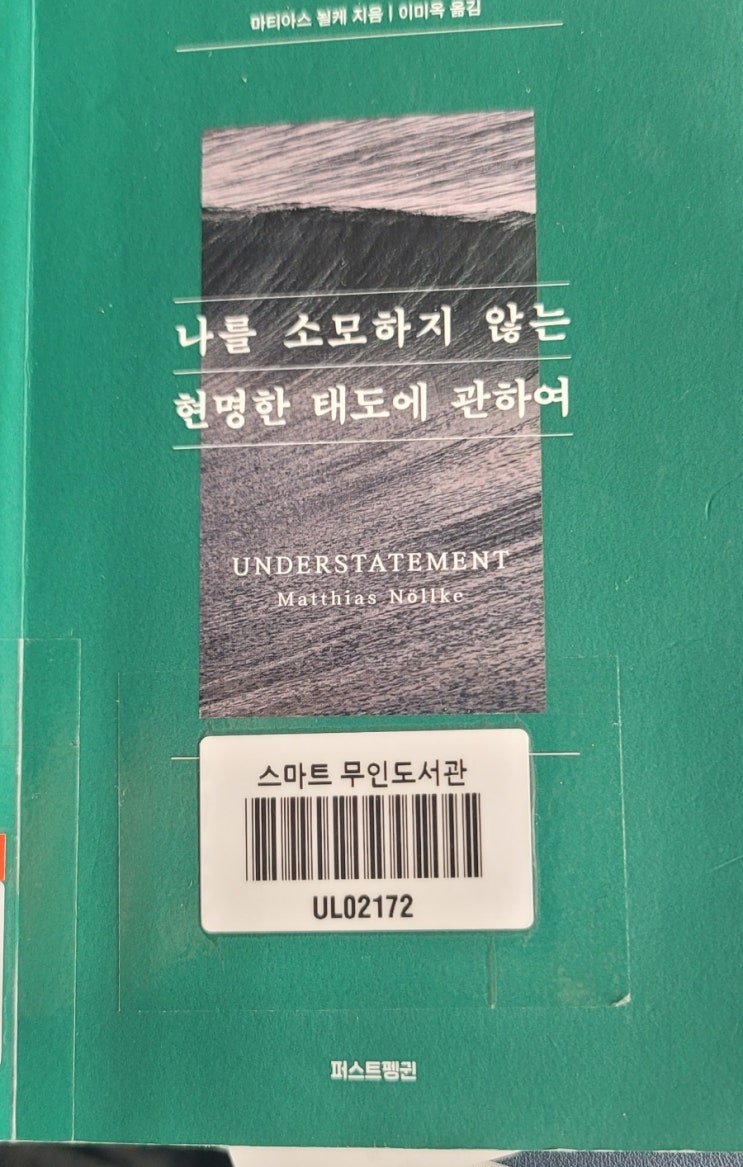 마티아스 뇔케 지음 | 이미옥 옮김
나를 소모하지 않는
현명한 태도에 관하여
UNDERSTATEMENT
Matthias Nöllke
스마트 무인도서관
UL02172
퍼스트펭귄